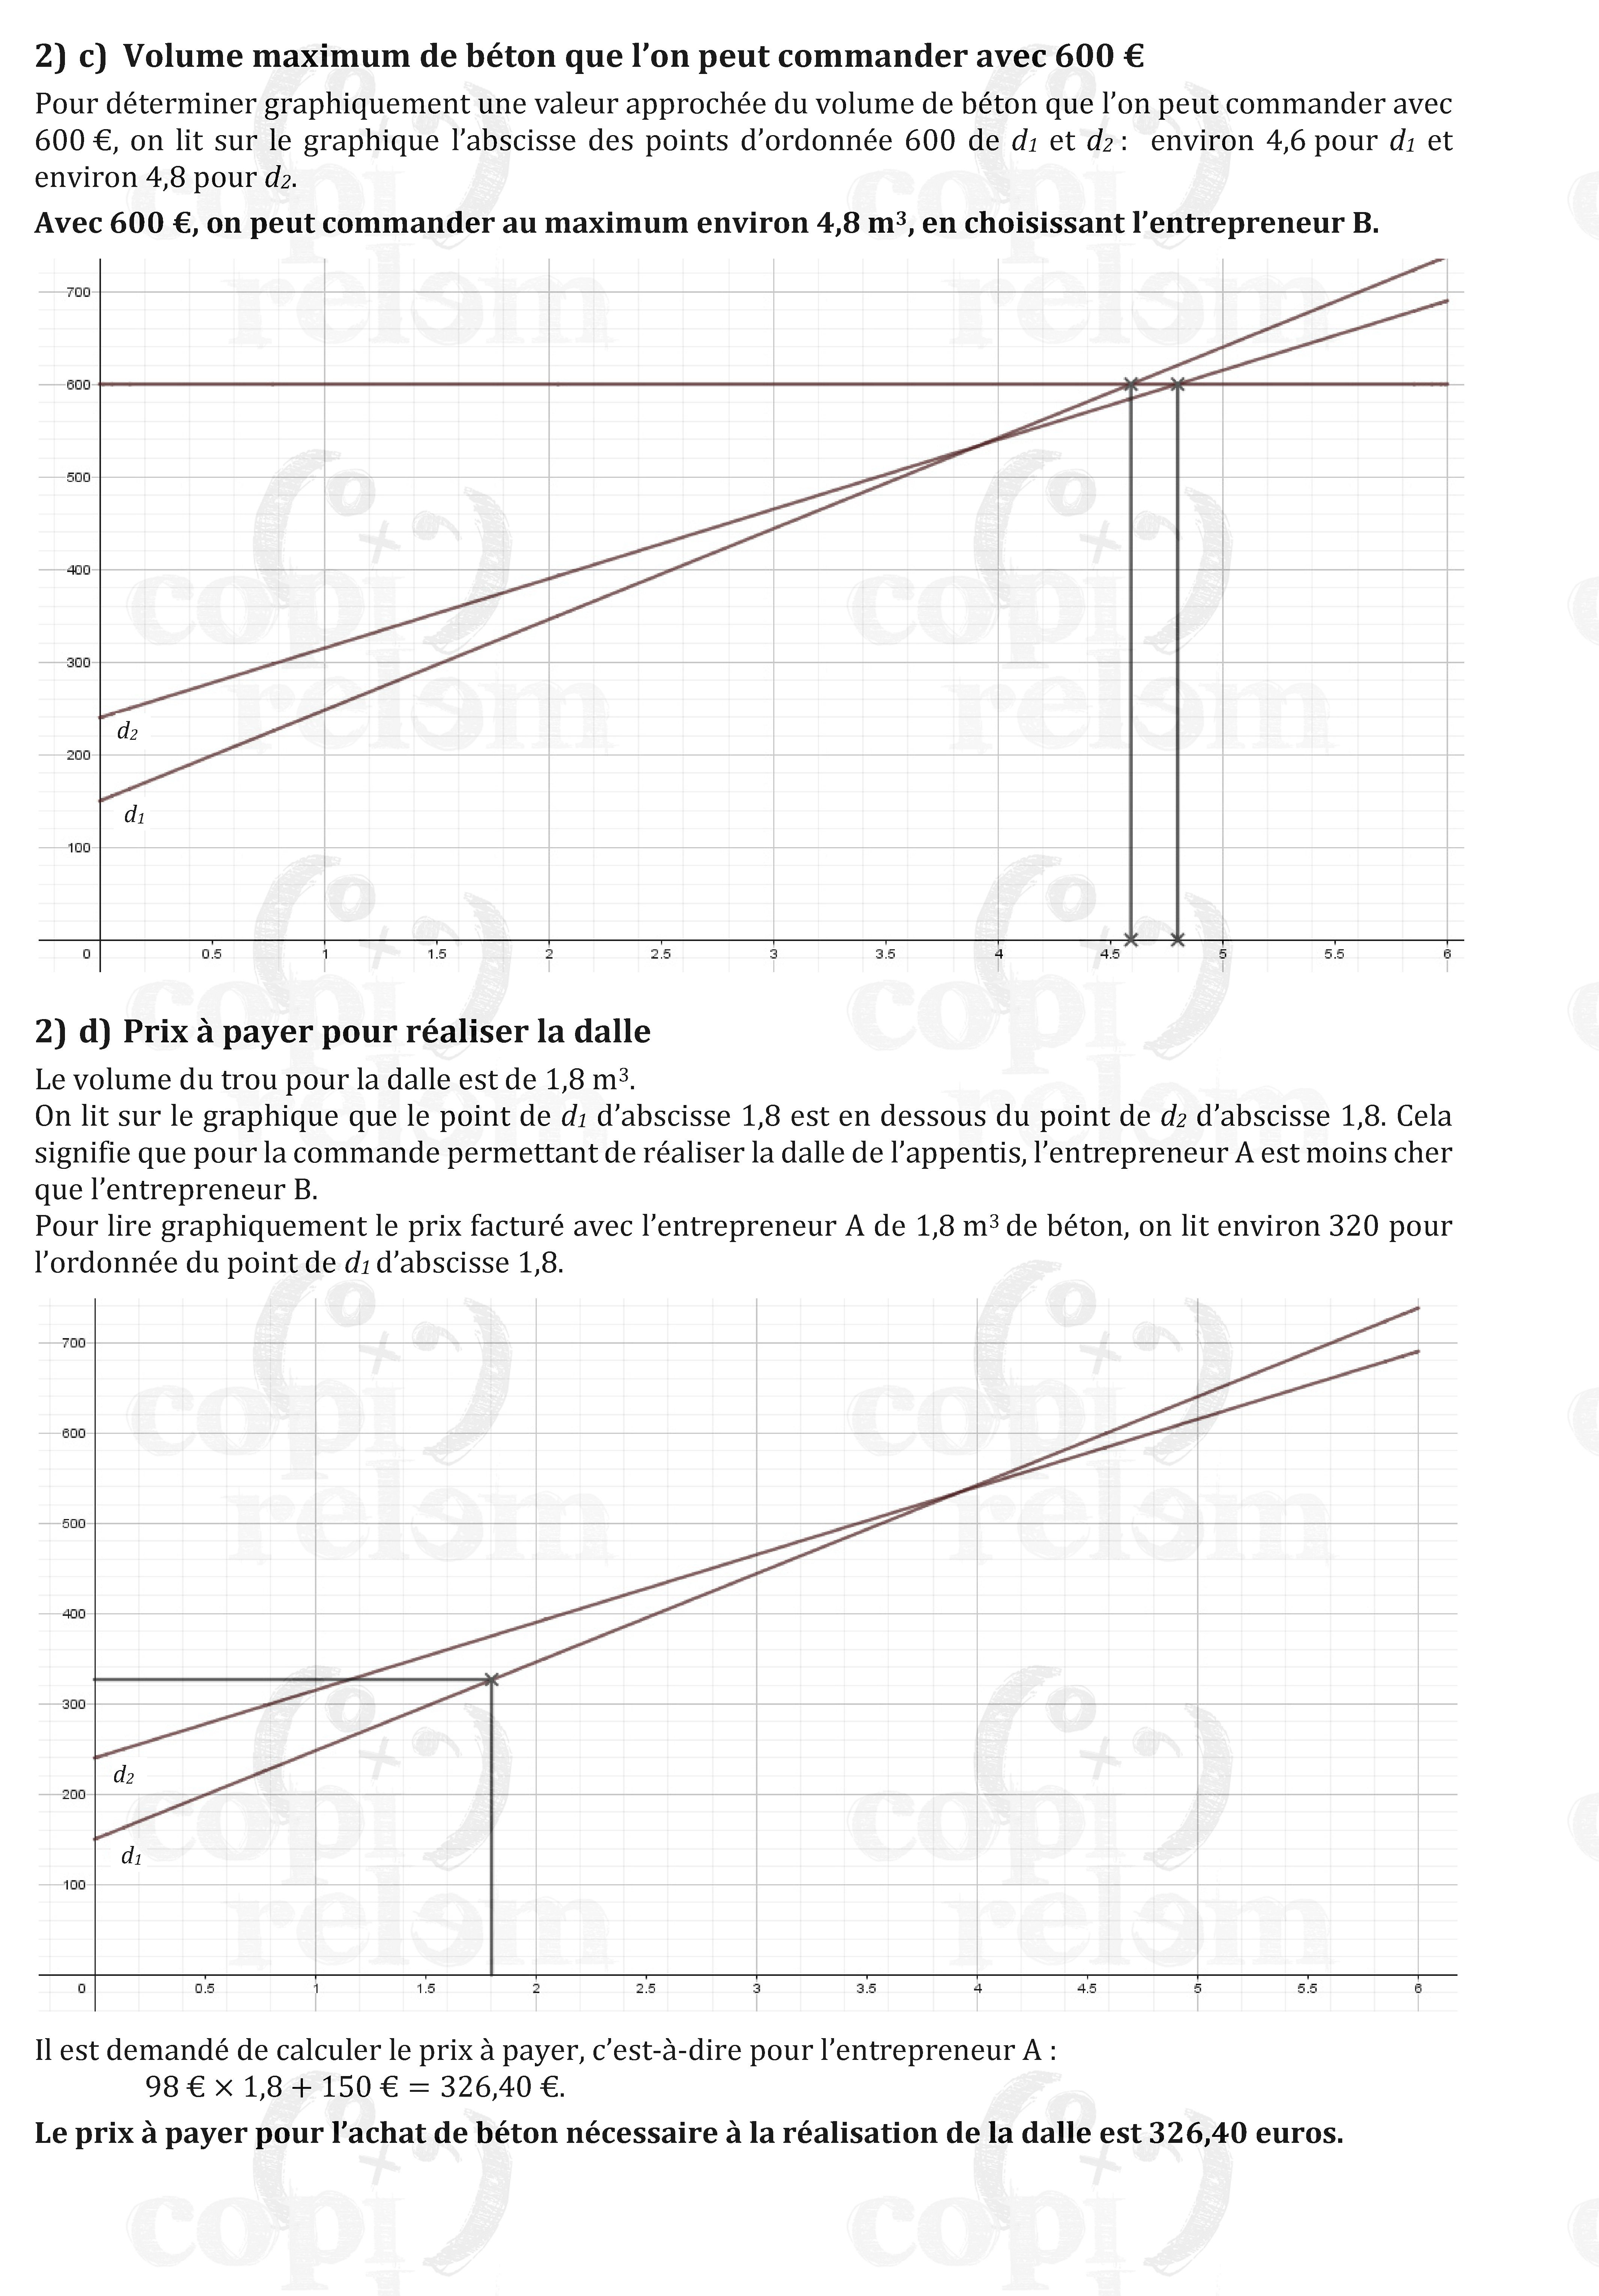 2) c) Volume maximum de béton que l’on peut commander avec 600 €
Pour déterminer graphiquement une valeur approchée du volume de béton que l’on peut commander avec
600 €, on lit sur le graphique l’abscisse des points d’ordonnée 600 de d1 et d2 : environ 4,6 pour d1 et
environ 4,8 pour d2.
Avec 600 €, on peut commander au maximum environ 4,8 m³, en choisissant l’entrepreneur B.
700
600
500
400
300
d2
200
d1
100
0 0.5 1 1.5 2 2.5 3 3.5 4 4.5 5 5.5 6
2) d) Prix à payer pour réaliser la dalle
Le volume du trou pour la dalle est de 1,8 m³.
On lit sur le graphique que le point de d1 d’abscisse 1,8 est en dessous du point de d2 d’abscisse 1,8. Cela
signifie que pour la commande permettant de réaliser la dalle de l’appentis, l’entrepreneur A est moins cher
que l’entrepreneur B.
Pour lire graphiquement le prix facturé avec l’entrepreneur A de 1,8 m³ de béton, on lit environ 320 pour
l’ordonnée du point de d1 d’abscisse 1,8.
700
600
500
400
300
d2
200
d1
100
0 0.5 1 1.5 2 2.5 3 3.5 4 4.5 5 5.5 6
Il est demandé de calculer le prix à payer, c’est-à-dire pour l’entrepreneur A :
98 € × 1,8 + 150 € = 326,40 €.
Le prix à payer pour l’achat de béton nécessaire à la réalisation de la dalle est 326,40 euros.